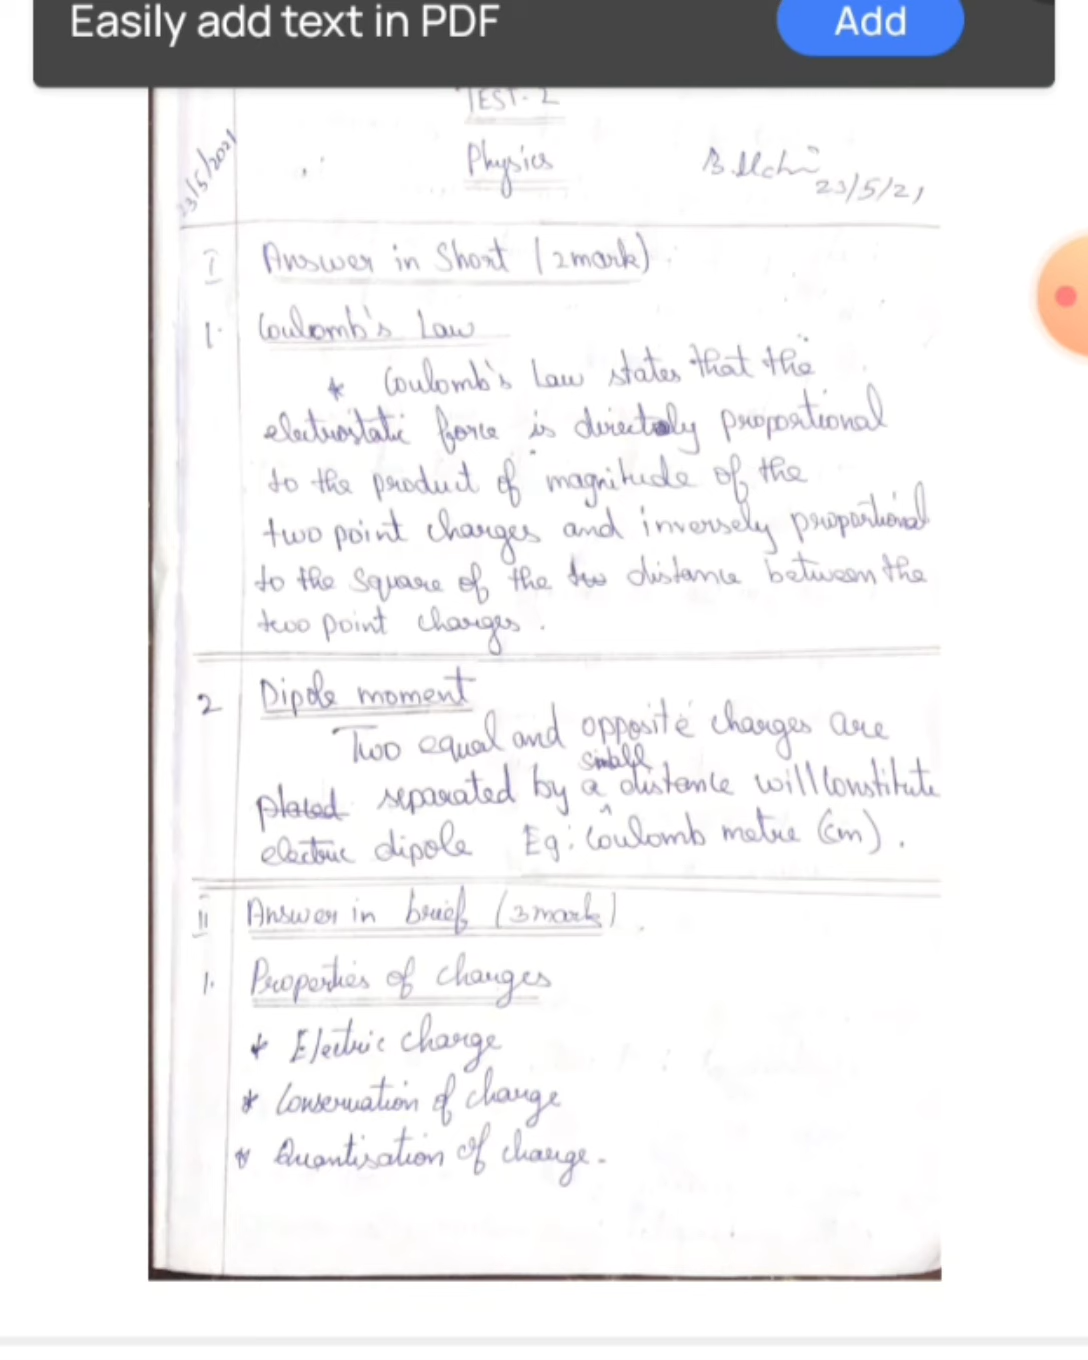 Easily add text in PDF
Add
TEST-2
23/5/2021
Physics
23/5/21
I Answer in Short (2mark)
1. Coulomb's Law
* Coulomb's Law states that the
electrostatic force is directely proportional
to the product of magnitude of the
two point charges and inversely proportional
to the square of the distance between the
two point charges.
2 Dipole moment
Two equal and opposite charges are
small
placed separated by a distance will constitute
electric dipole Eg: Coulomb metre (cm).
II Answer in brief (3mark)
1. Properties of charges
* Electric charge
* Conservation of charge
* Quantisation of charge.